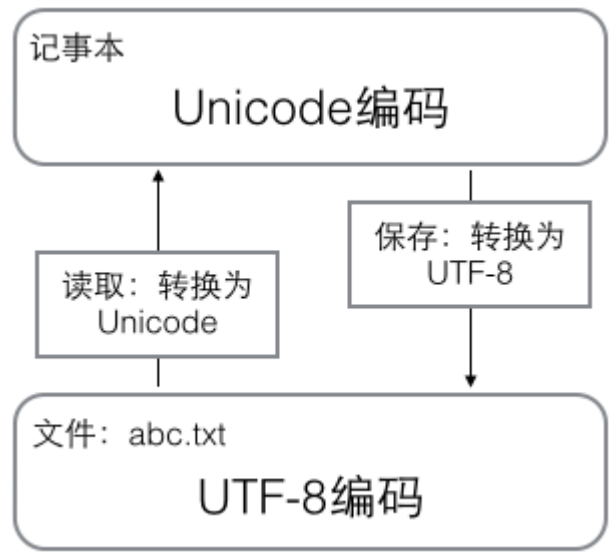 记事本
Unicode编码
保存：转换为
UTF-8
读取：转换为
Unicode
文件：abc.txt
UTF-8编码